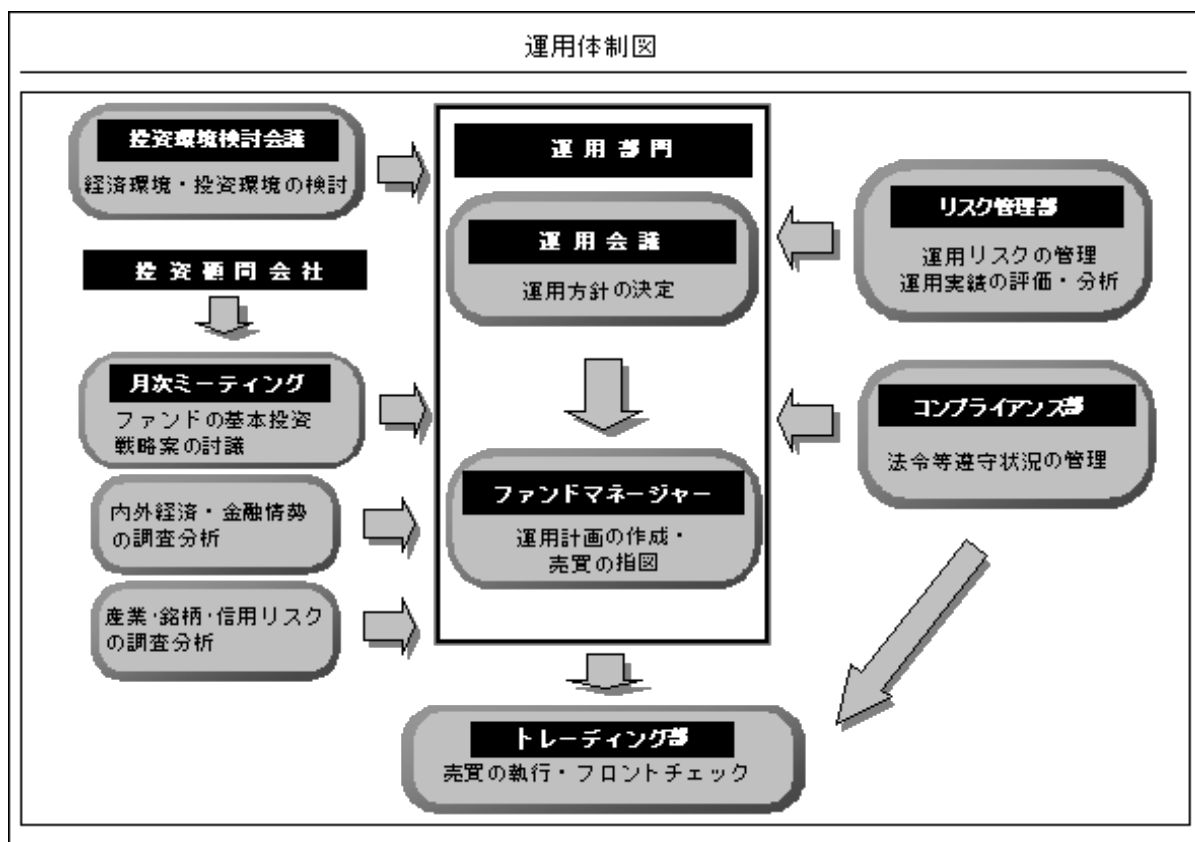 運用体制図
投資環境検討会議
経済環境・投資環境の検討
投資顧問会社
月次ミーティング
ファンドの基本投資
戦略案の討議
内外経済・金融情勢
の調査分析
産業・銘柄・信用リスク
の調査分析
運用部門
運用会議
運用方針の決定
ファンドマネージャー
運用計画の作成・
売買の指図
リスク管理部
運用リスクの管理
運用実績の評価・分析
コンプライアンス部
法令等遵守状況の管理
トレーディング部
売買の執行・フロントチェック